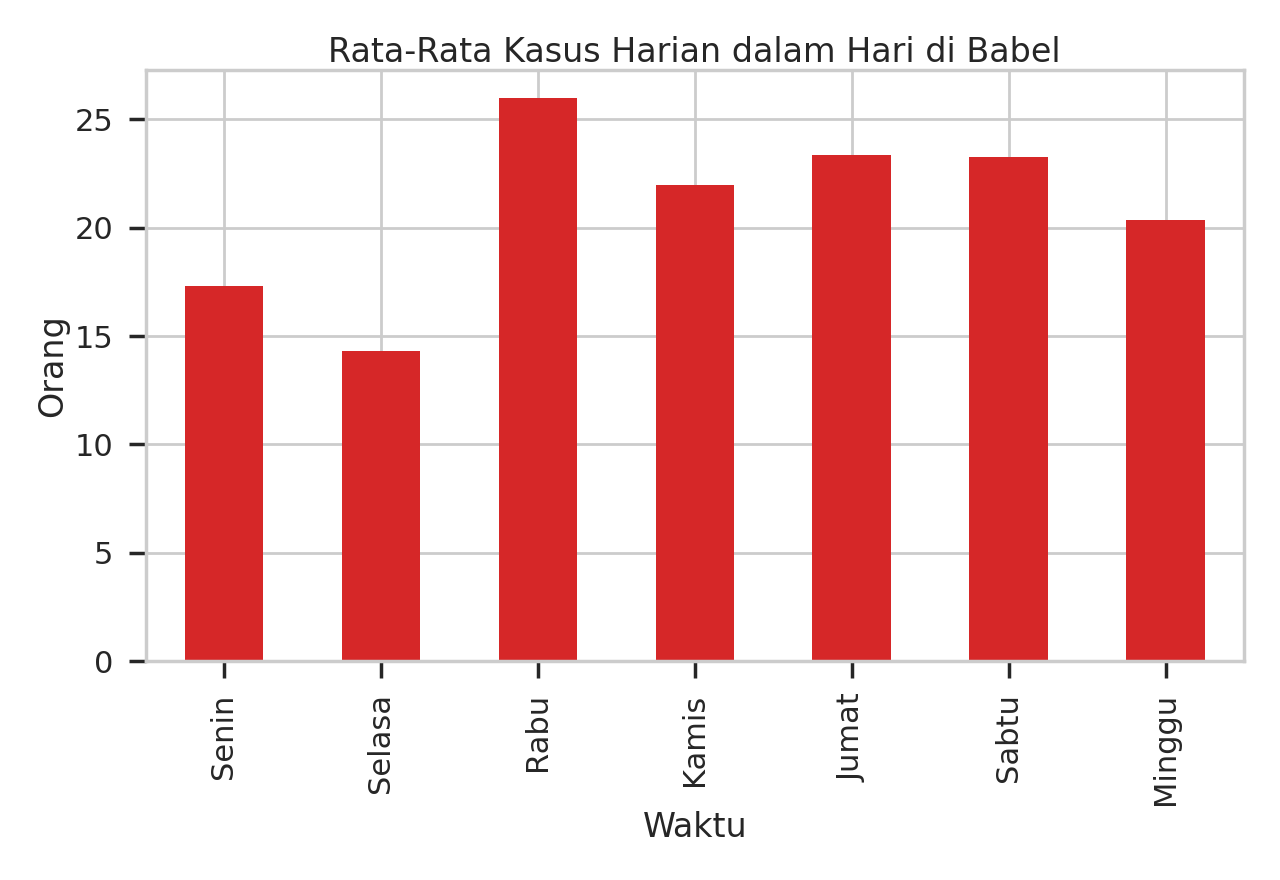 Rata-Rata Kasus Harian dalam Hari di Babel
Orang
25
20
15
10
5
0
Senin
Selasa
Rabu
Kamis
Jumat
Sabtu
Minggu
Waktu